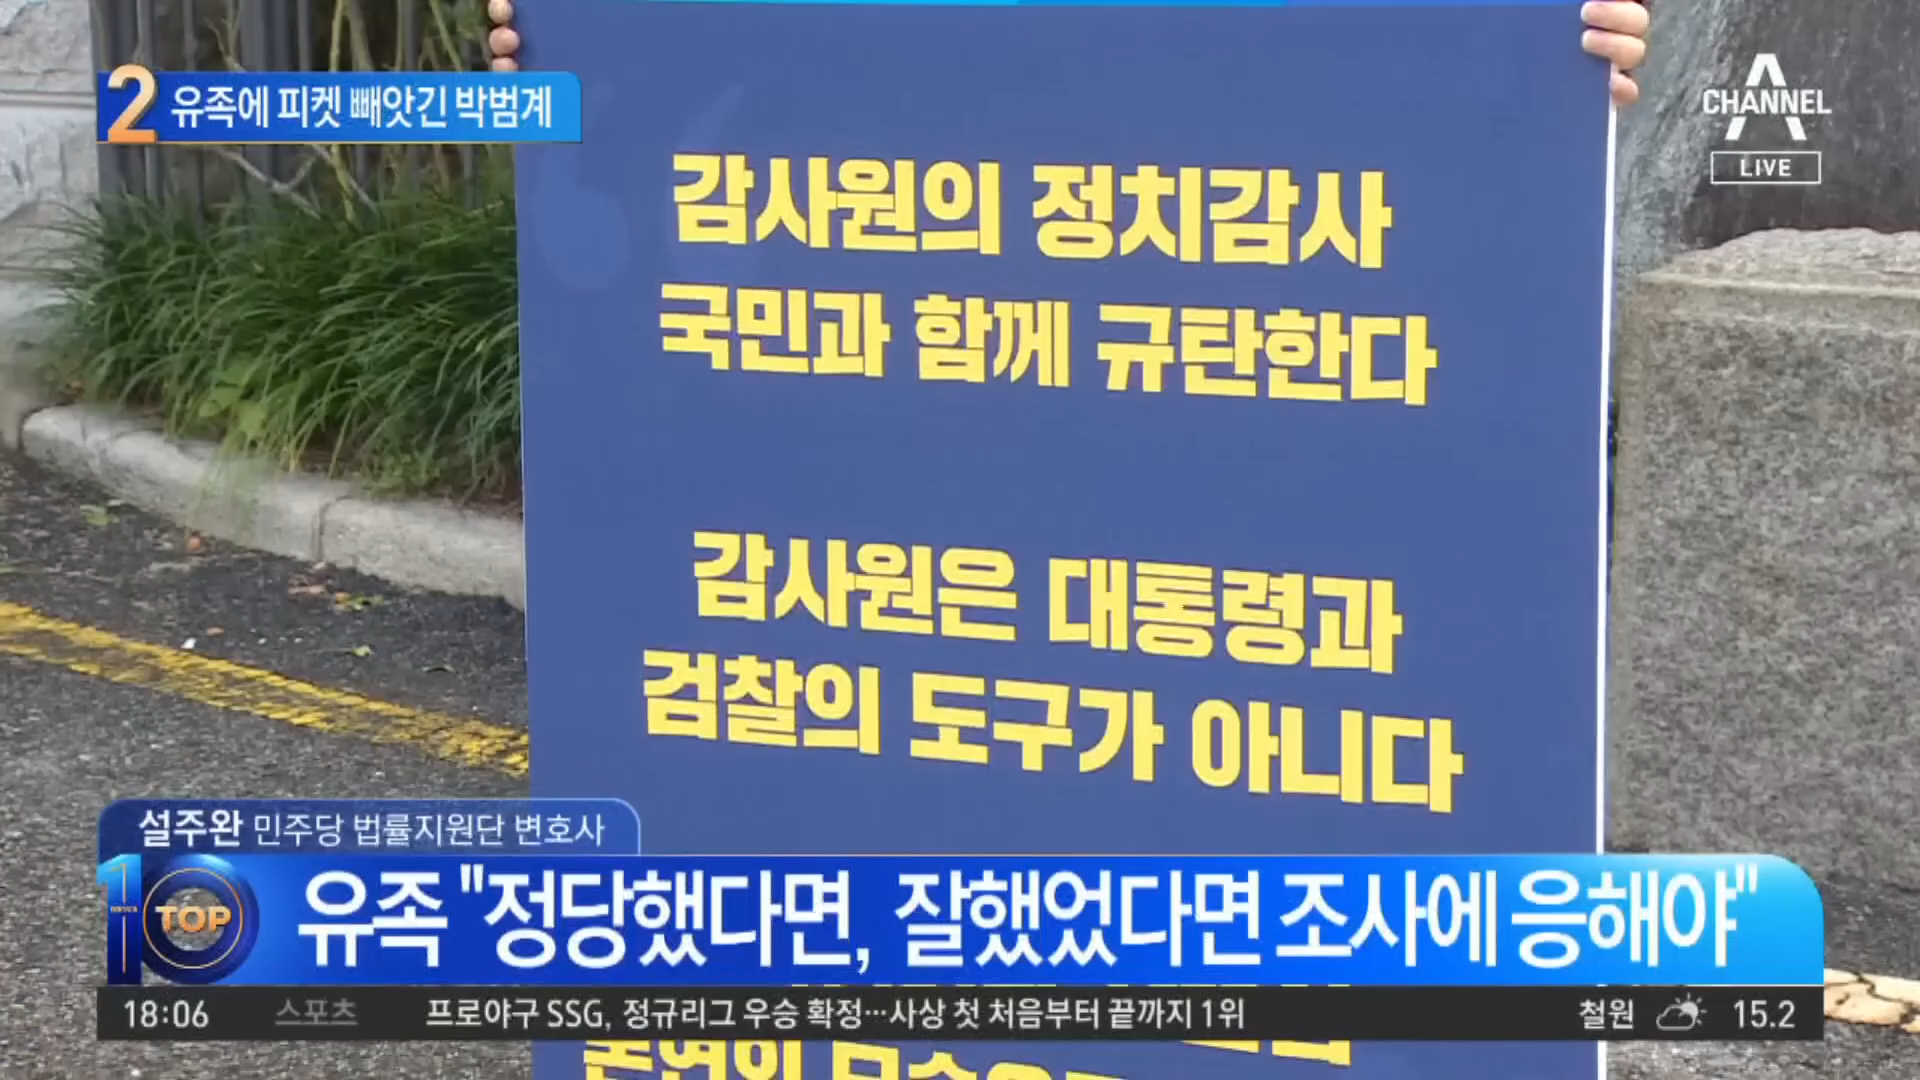 2 유족에 피켓 빼앗긴 박범계
CHANNEL A
LIVE
감사원의 정치감사
국민과 함께 규탄한다
감사원은 대통령과
검찰의 도구가 아니다
설주완 민주당 법률지원단 변호사
TOP 10
유족 "정당했다면, 잘했었다면 조사에 응해야"
18:06 스포츠 프로야구 SSG, 정규리그 우승 확정…사상 첫 처음부터 끝까지 1위 철원 15.2